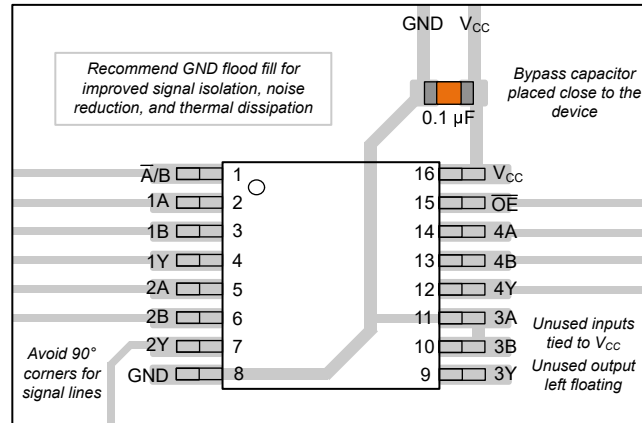 GND VCC
Recommend GND flood fill for
improved signal isolation, noise
reduction, and thermal dissipation
Bypass capacitor
placed close to the
device
0.1 µF
A̅/B 1 16 VCC
1A 2 15 O̅E̅
1B 3 14 4A
1Y 4 13 4B
2A 5 12 4Y
2B 6 11 3A
2Y 7 10 3B
GND 8 9 3Y
Unused inputs
tied to VCC
Unused output
left floating
Avoid 90°
corners for
signal lines